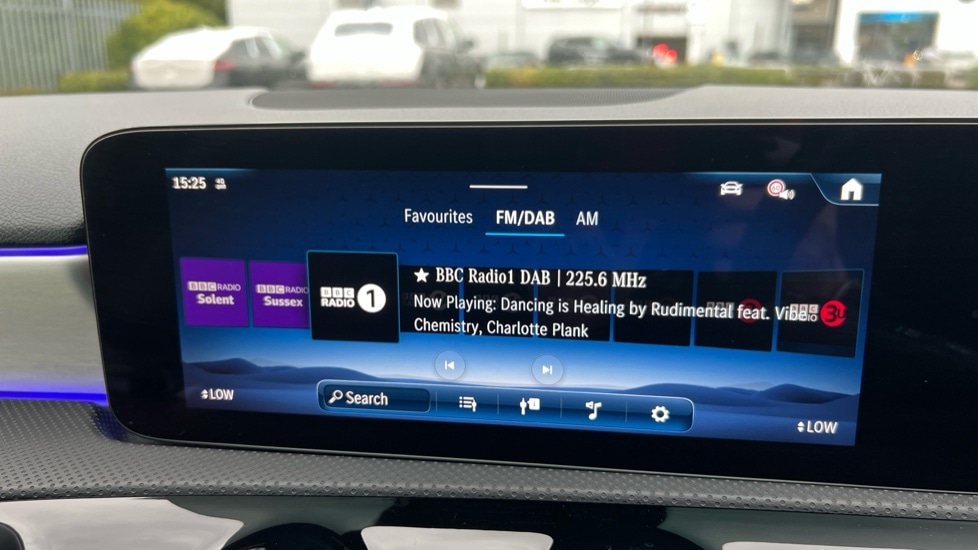 15:25 4G
Favourites FM/DAB AM
BBC RADIO Solent
BBC RADIO Sussex
BBC RADIO 1
★ BBC Radio1 DAB | 225.6 MHz
Now Playing: Dancing is Healing by Rudimental feat. Vibe
Chemistry, Charlotte Plank
LOW
Search
LOW